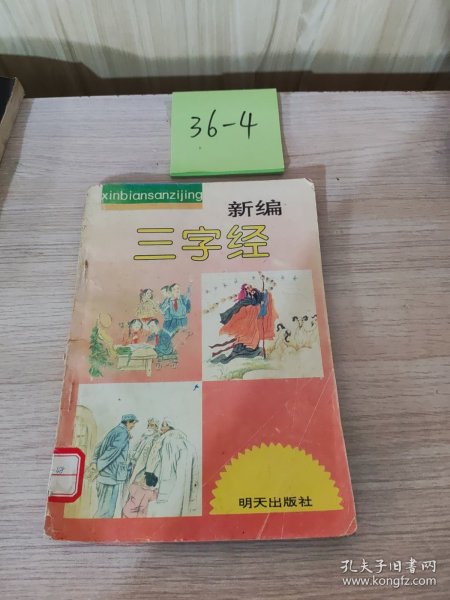 36-4
xinbiansanzijing
新编
三字经
明天出版社
孔夫子旧书网
www.kongfz.com